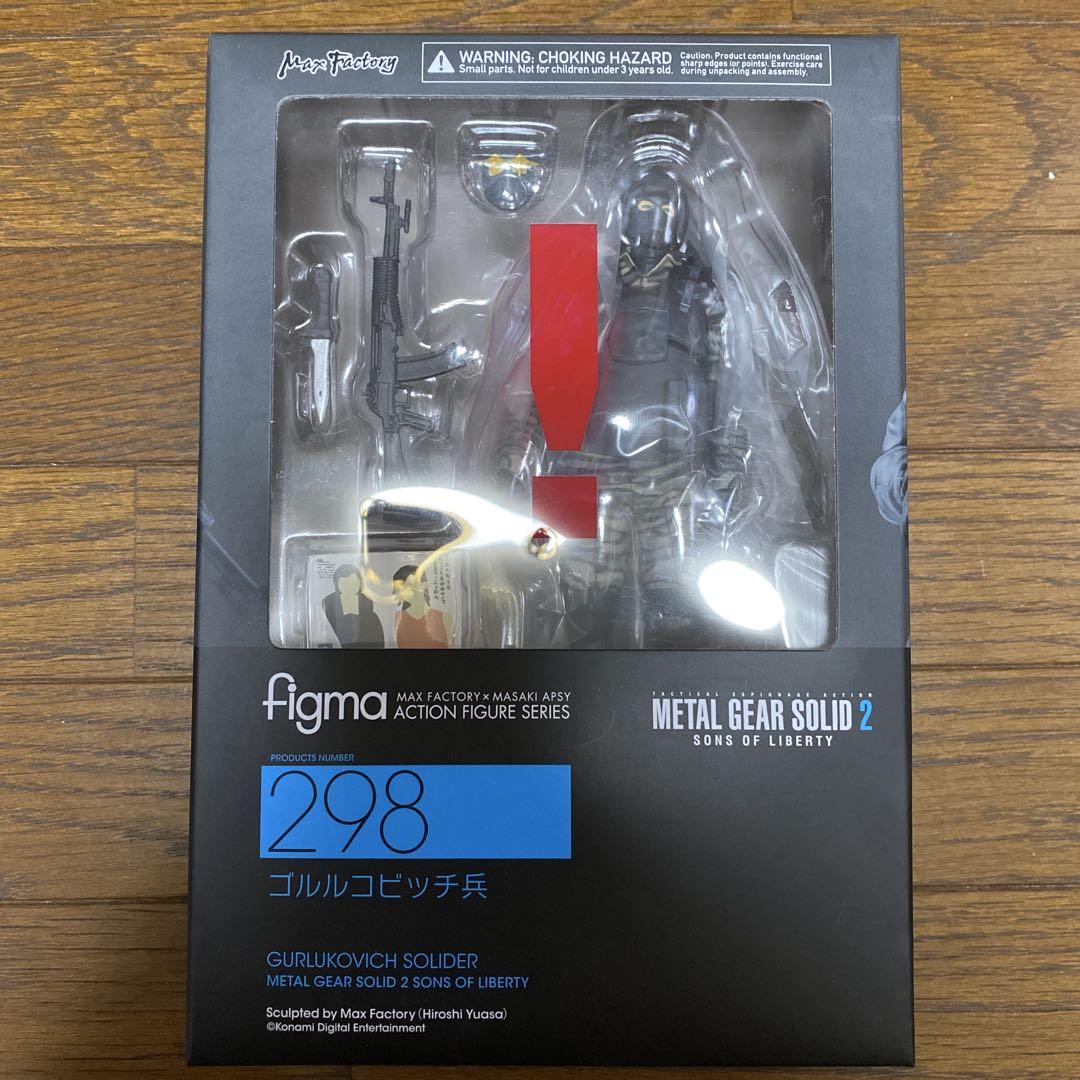 Max Factory
WARNING: CHOKING HAZARD
Small parts. Not for children under 3 years old.
Caution: Product contains functional
sharp edges (or points). Exercise care
during unpacking and assembly.
figma
MAX FACTORY × MASAKI APSY
ACTION FIGURE SERIES
TACTICAL ESPIONAGE ACTION
METAL GEAR SOLID 2
SONS OF LIBERTY
PRODUCTS NUMBER
298
ゴルルコビッチ兵
GURLUKOVICH SOLIDER
METAL GEAR SOLID 2 SONS OF LIBERTY
Sculpted by Max Factory (Hiroshi Yuasa)
©Konami Digital Entertainment